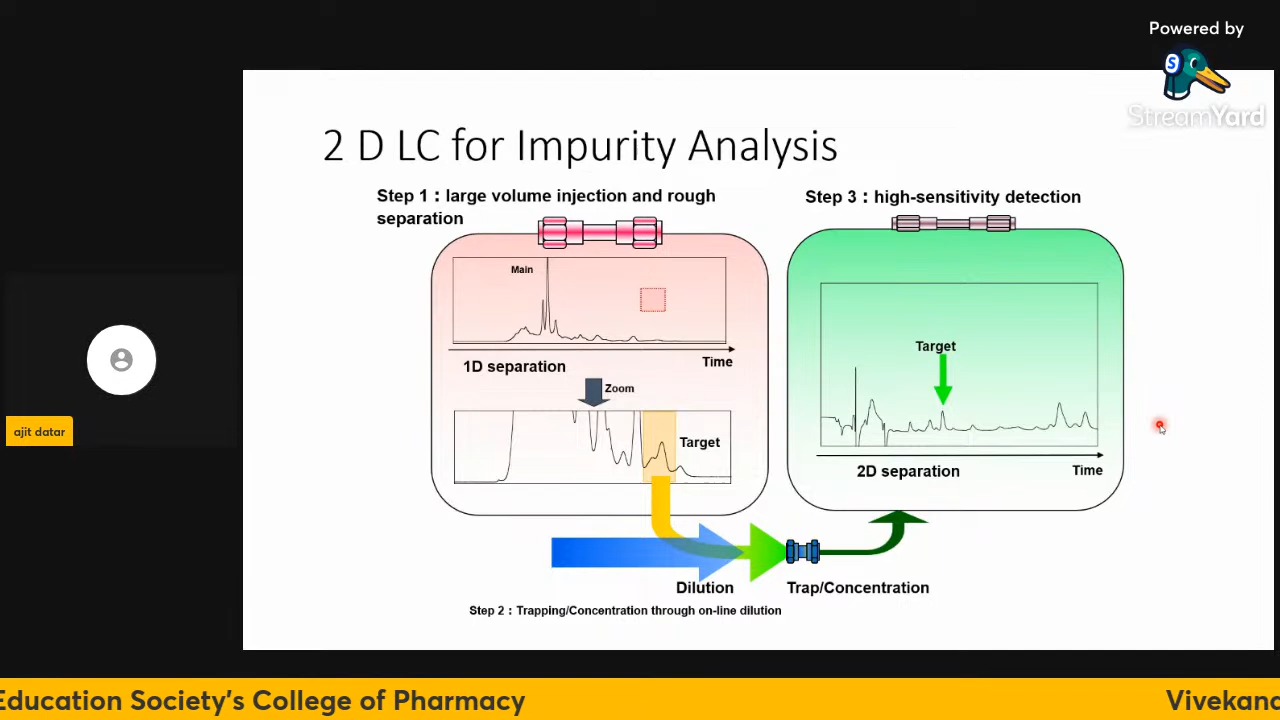 Powered by
S
StreamYard
2 D LC for Impurity Analysis
Step 1 : large volume injection and rough
separation
Main
1D separation
Time
Zoom
Target
Step 3 : high-sensitivity detection
Target
2D separation
Time
Dilution
Trap/Concentration
Step 2 : Trapping/Concentration through on-line dilution
ajit datar
Education Society's College of Pharmacy
Vivekan